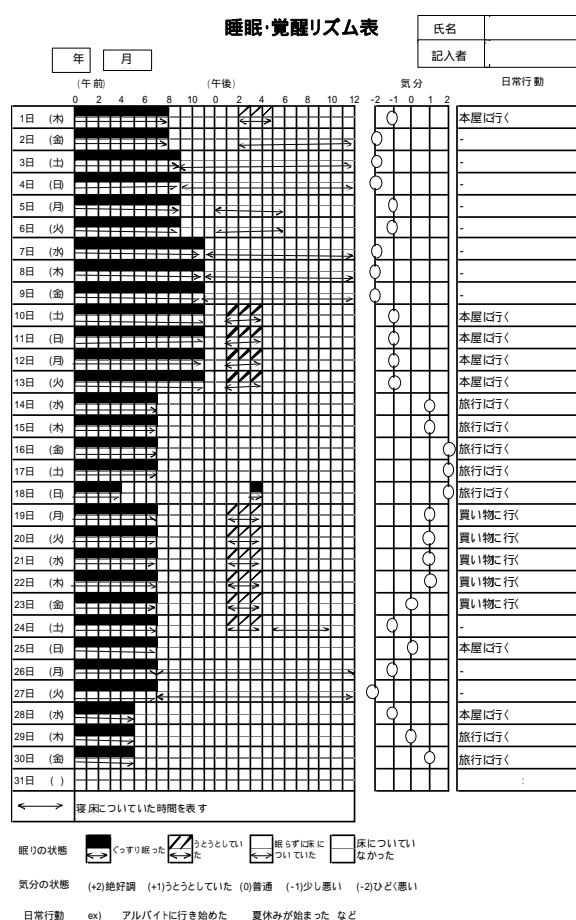 睡眠・覚醒リズム表
氏名
記入者
年 月
(午前) (午後) 気分 日常行動
0 2 4 6 8 10 0 2 4 6 8 10 12 -2 -1 0 1 2
1日 (木) 本屋に行く
2日 (金) -
3日 (土) -
4日 (日) -
5日 (月) -
6日 (火) -
7日 (水) -
8日 (木) -
9日 (金) -
10日 (土) 本屋に行く
11日 (日) 本屋に行く
12日 (月) 本屋に行く
13日 (火) 本屋に行く
14日 (水) 旅行に行く
15日 (木) 旅行に行く
16日 (金) 旅行に行く
17日 (土) 旅行に行く
18日 (日) 旅行に行く
19日 (月) 買い物に行く
20日 (火) 買い物に行く
21日 (水) 買い物に行く
22日 (木) 買い物に行く
23日 (金) 買い物に行く
24日 (土) -
25日 (日) 本屋に行く
26日 (月) -
27日 (火) -
28日 (水) 本屋に行く
29日 (木) 旅行に行く
30日 (金) 旅行に行く
31日 ( ) :
寝床についていた時間を表す
眠りの状態 ぐっすり眠った うとうとしていた 眠らずに床についていた 床についていなかった
気分の状態 (+2)絶好調 (+1)うとうとしていた (0)普通 (-1)少し悪い (-2)ひどく悪い
日常行動 ex) アルバイトに行き始めた 夏休みが始まった など